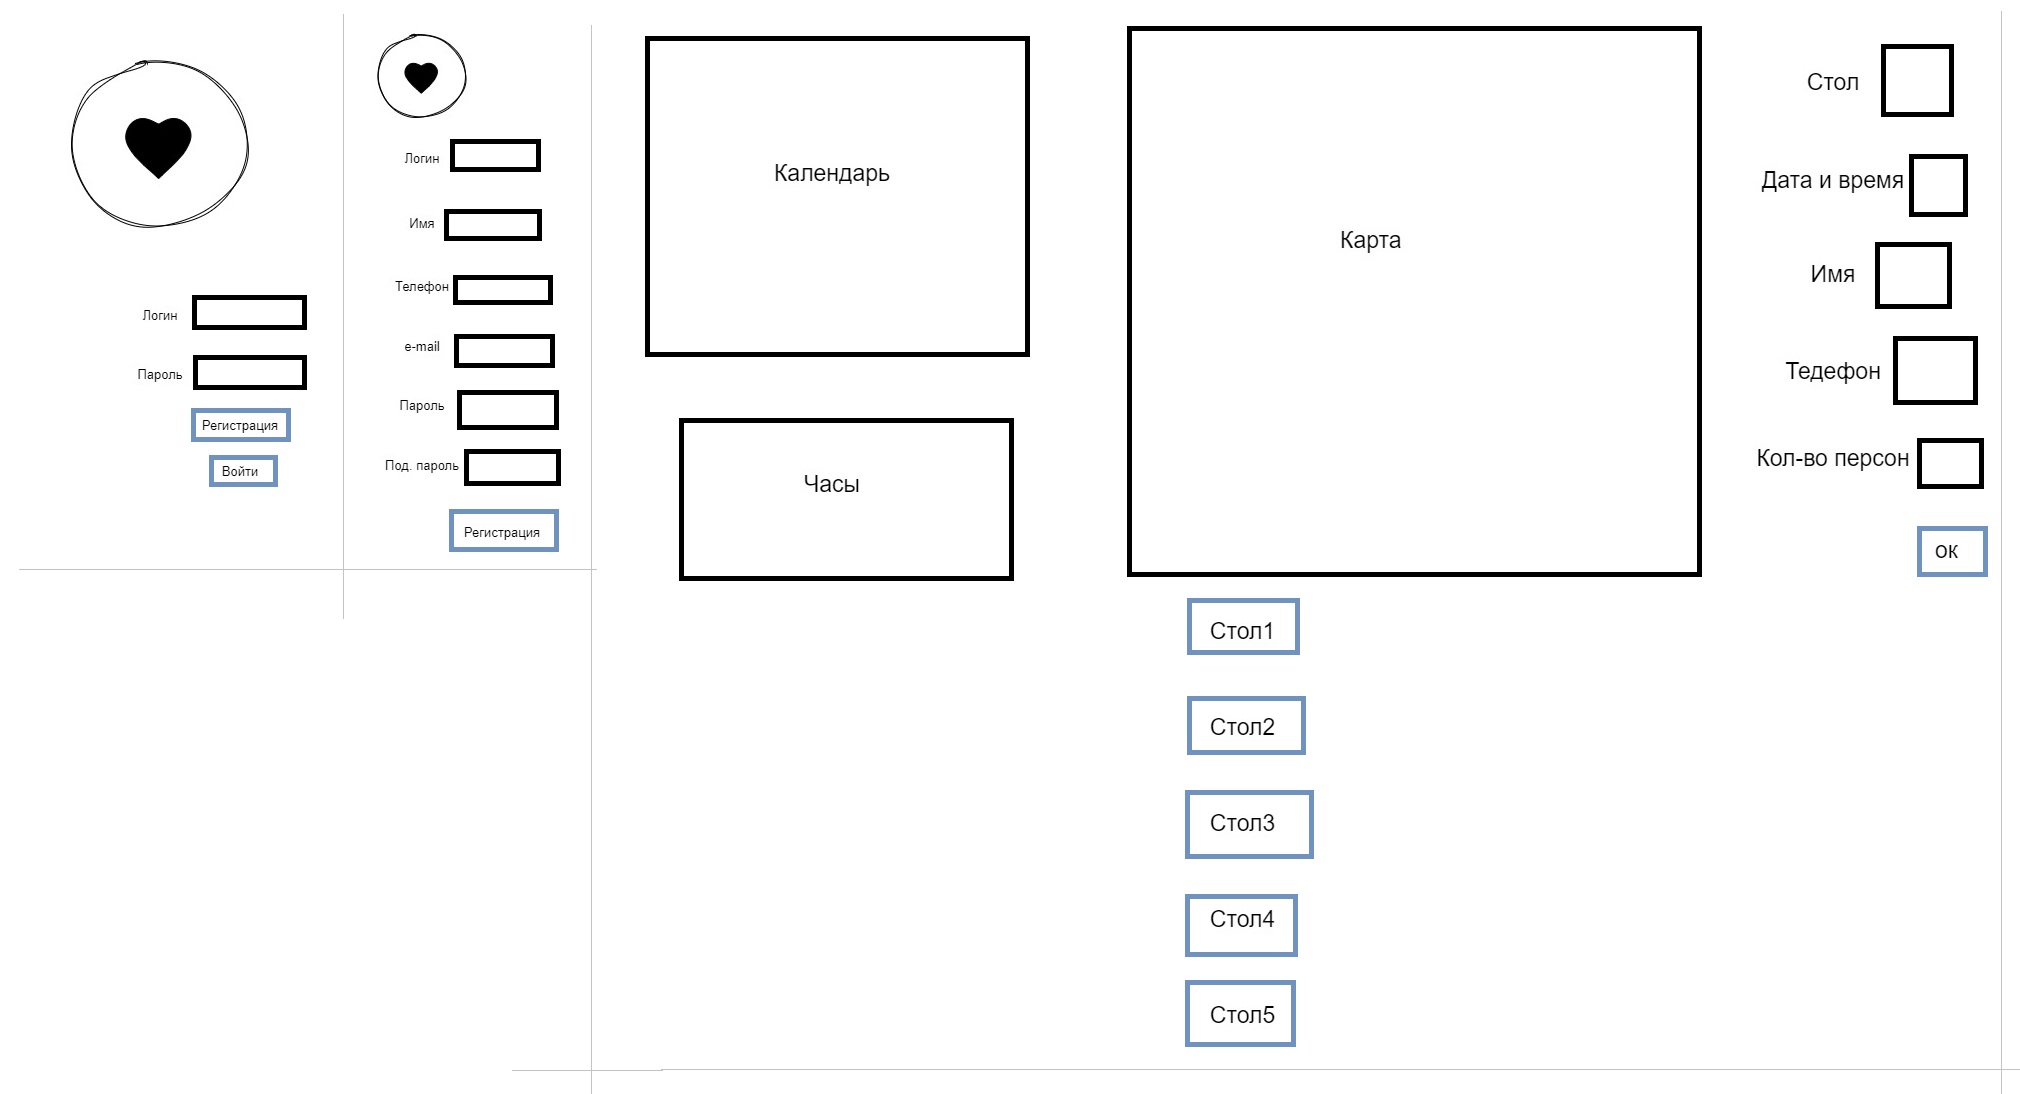 Логин
Пароль
Регистрация
Войти
Логин
Имя
Телефон
e-mail
Пароль
Под. пароль
Регистрация
Календарь
Часы
Карта
Стол1
Стол2
Стол3
Стол4
Стол5
Стол
Дата и время
Имя
Тедефон
Кол-во персон
ок